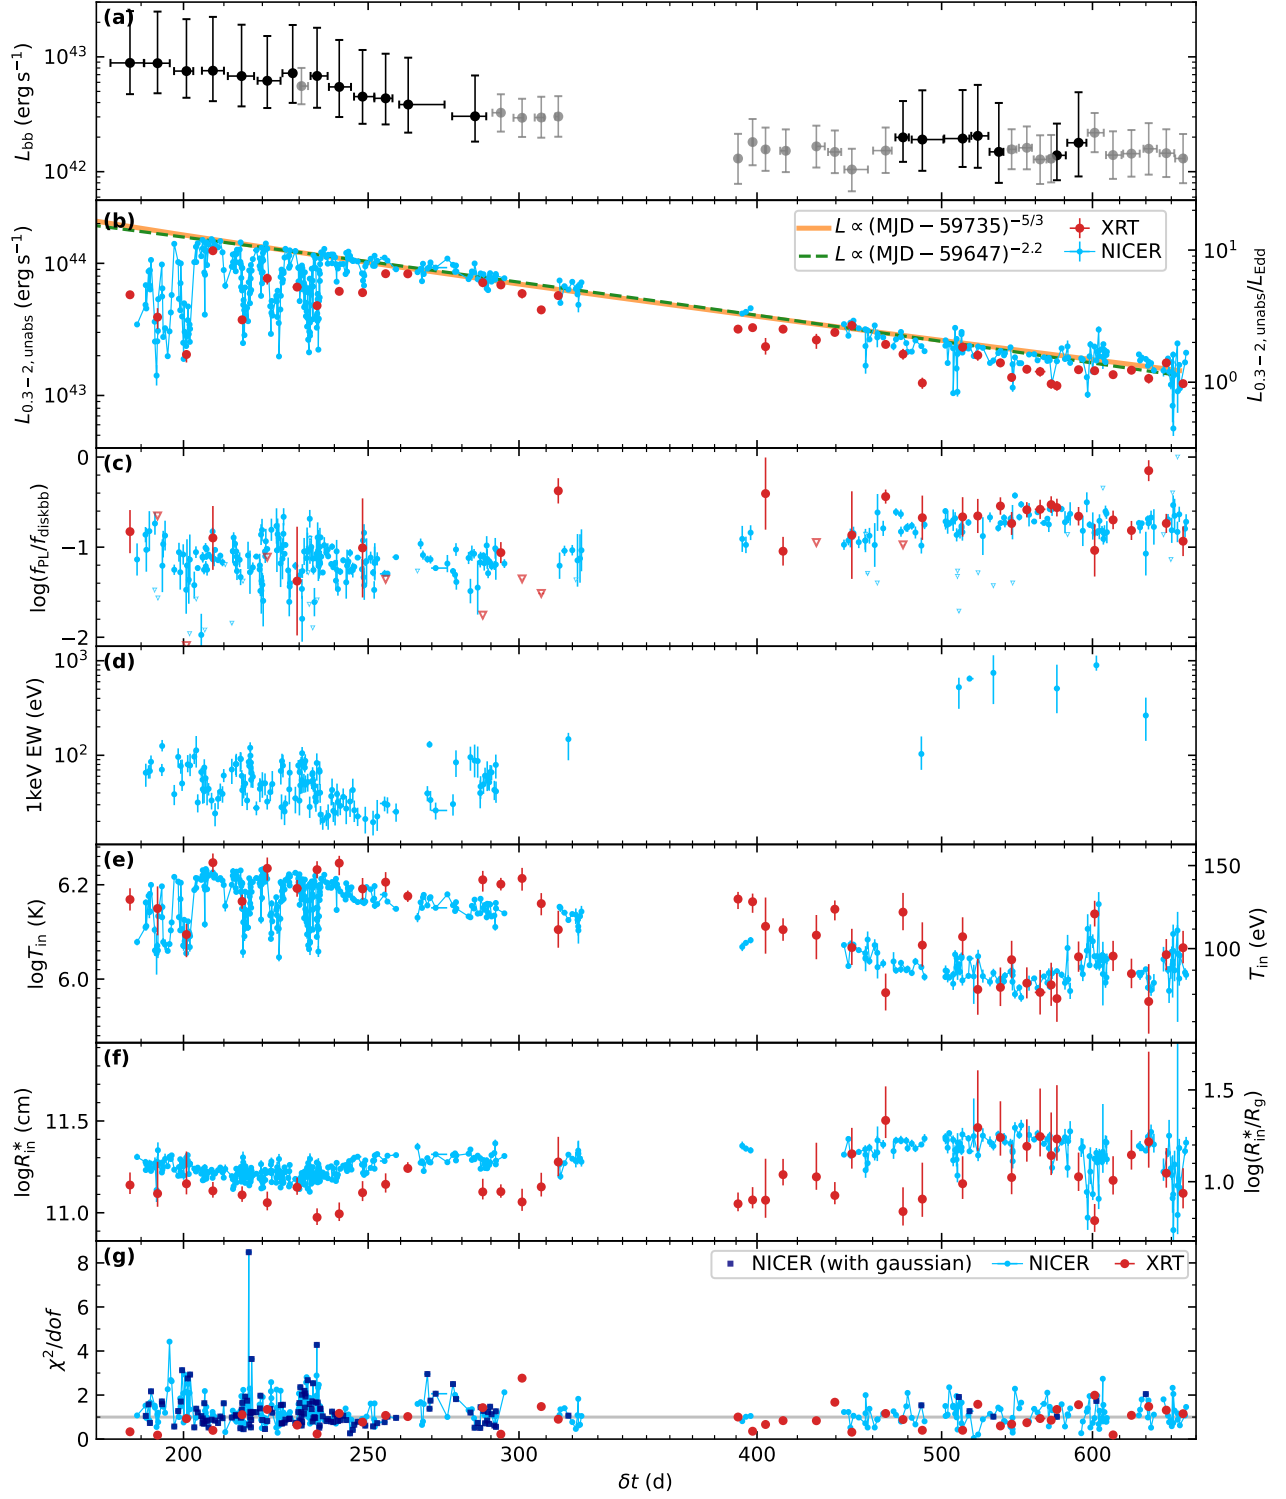 (a)
10^43
10^42
L_bb (erg s^−1)
(b)
L ∝ (MJD − 59735)^−5/3
L ∝ (MJD − 59647)^−2.2
XRT
NICER
10^44
10^43
L_0.3−2, unabs (erg s^−1)
10^1
10^0
L_0.3−2, unabs/L_Edd
(c)
0
−1
−2
log(f_PL/f_diskbb)
(d)
10^3
10^2
1keV EW (eV)
(e)
6.2
6.0
logT_in (K)
150
100
T_in (eV)
(f)
11.5
11.0
logR_in^* (cm)
1.5
1.0
log(R_in^*/R_g)
(g)
NICER (with gaussian)
NICER
XRT
8
6
4
2
0
χ^2/dof
200
250
300
400
500
600
δt (d)